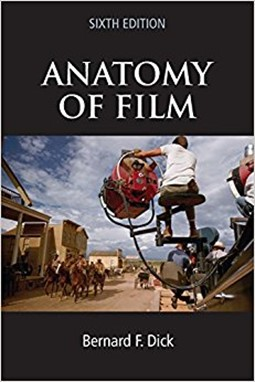 SIXTH EDITION
ANATOMY
OF FILM
Bernard F. Dick